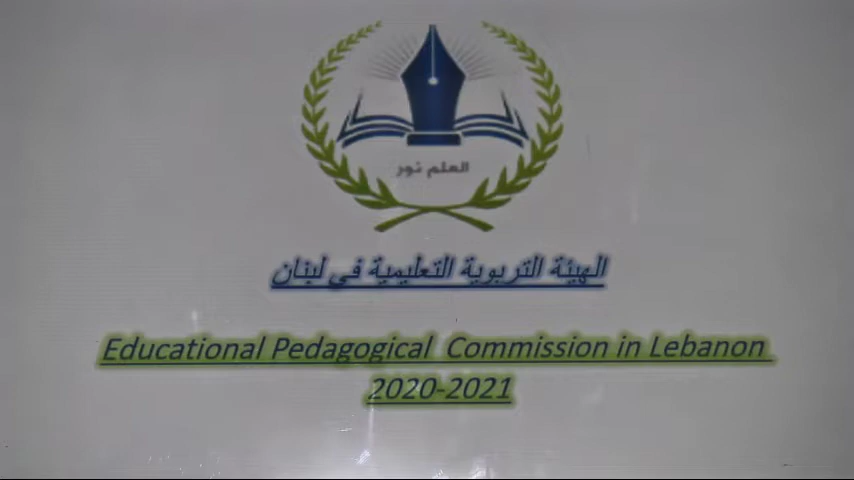 العلم نور
الهيئة التربوية التعليمية في لبنان
Educational Pedagogical Commission in Lebanon
2020-2021